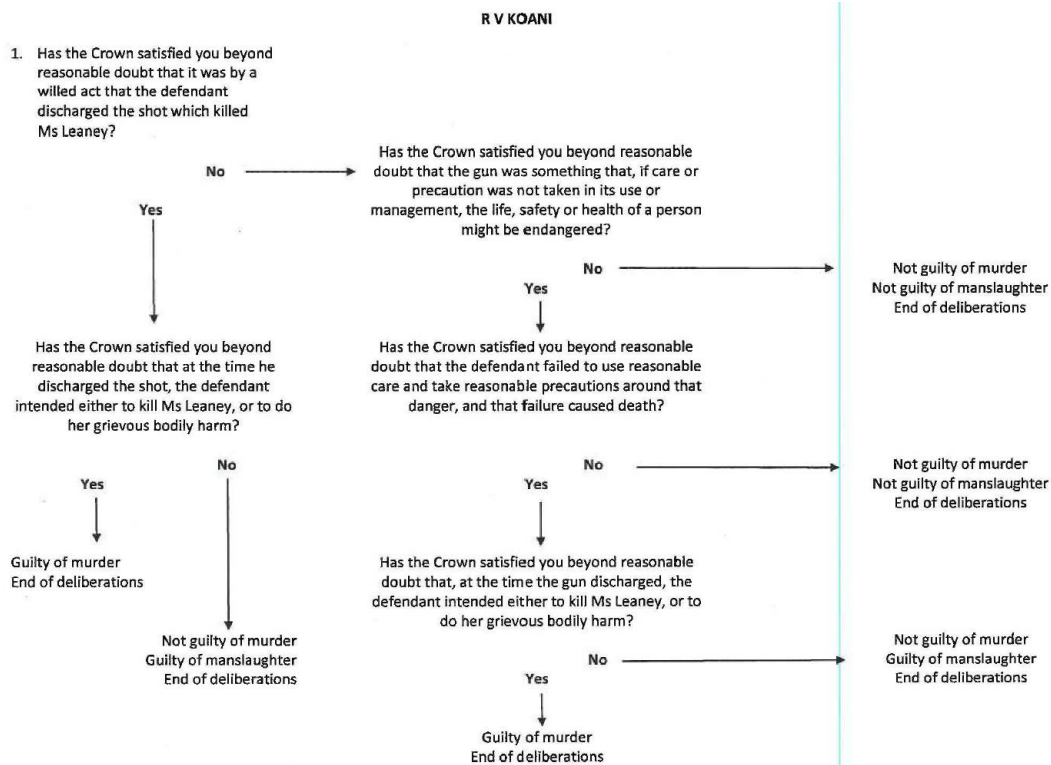 R V KOANI
1. Has the Crown satisfied you beyond
reasonable doubt that it was by a
willed act that the defendant
discharged the shot which killed
Ms Leaney?
No
Has the Crown satisfied you beyond reasonable
doubt that the gun was something that, if care or
precaution was not taken in its use or
management, the life, safety or health of a person
might be endangered?
Yes
No
Not guilty of murder
Not guilty of manslaughter
End of deliberations
Yes
Has the Crown satisfied you beyond
reasonable doubt that at the time he
discharged the shot, the defendant
intended either to kill Ms Leaney, or to do
her grievous bodily harm?
Has the Crown satisfied you beyond reasonable
doubt that the defendant failed to use reasonable
care and take reasonable precautions around that
danger, and that failure caused death?
No
Yes
No
Not guilty of murder
Not guilty of manslaughter
End of deliberations
Yes
Guilty of murder
End of deliberations
Has the Crown satisfied you beyond reasonable
doubt that, at the time the gun discharged, the
defendant intended either to kill Ms Leaney, or to
do her grievous bodily harm?
Not guilty of murder
Guilty of manslaughter
End of deliberations
No
Not guilty of murder
Guilty of manslaughter
End of deliberations
Yes
Guilty of murder
End of deliberations